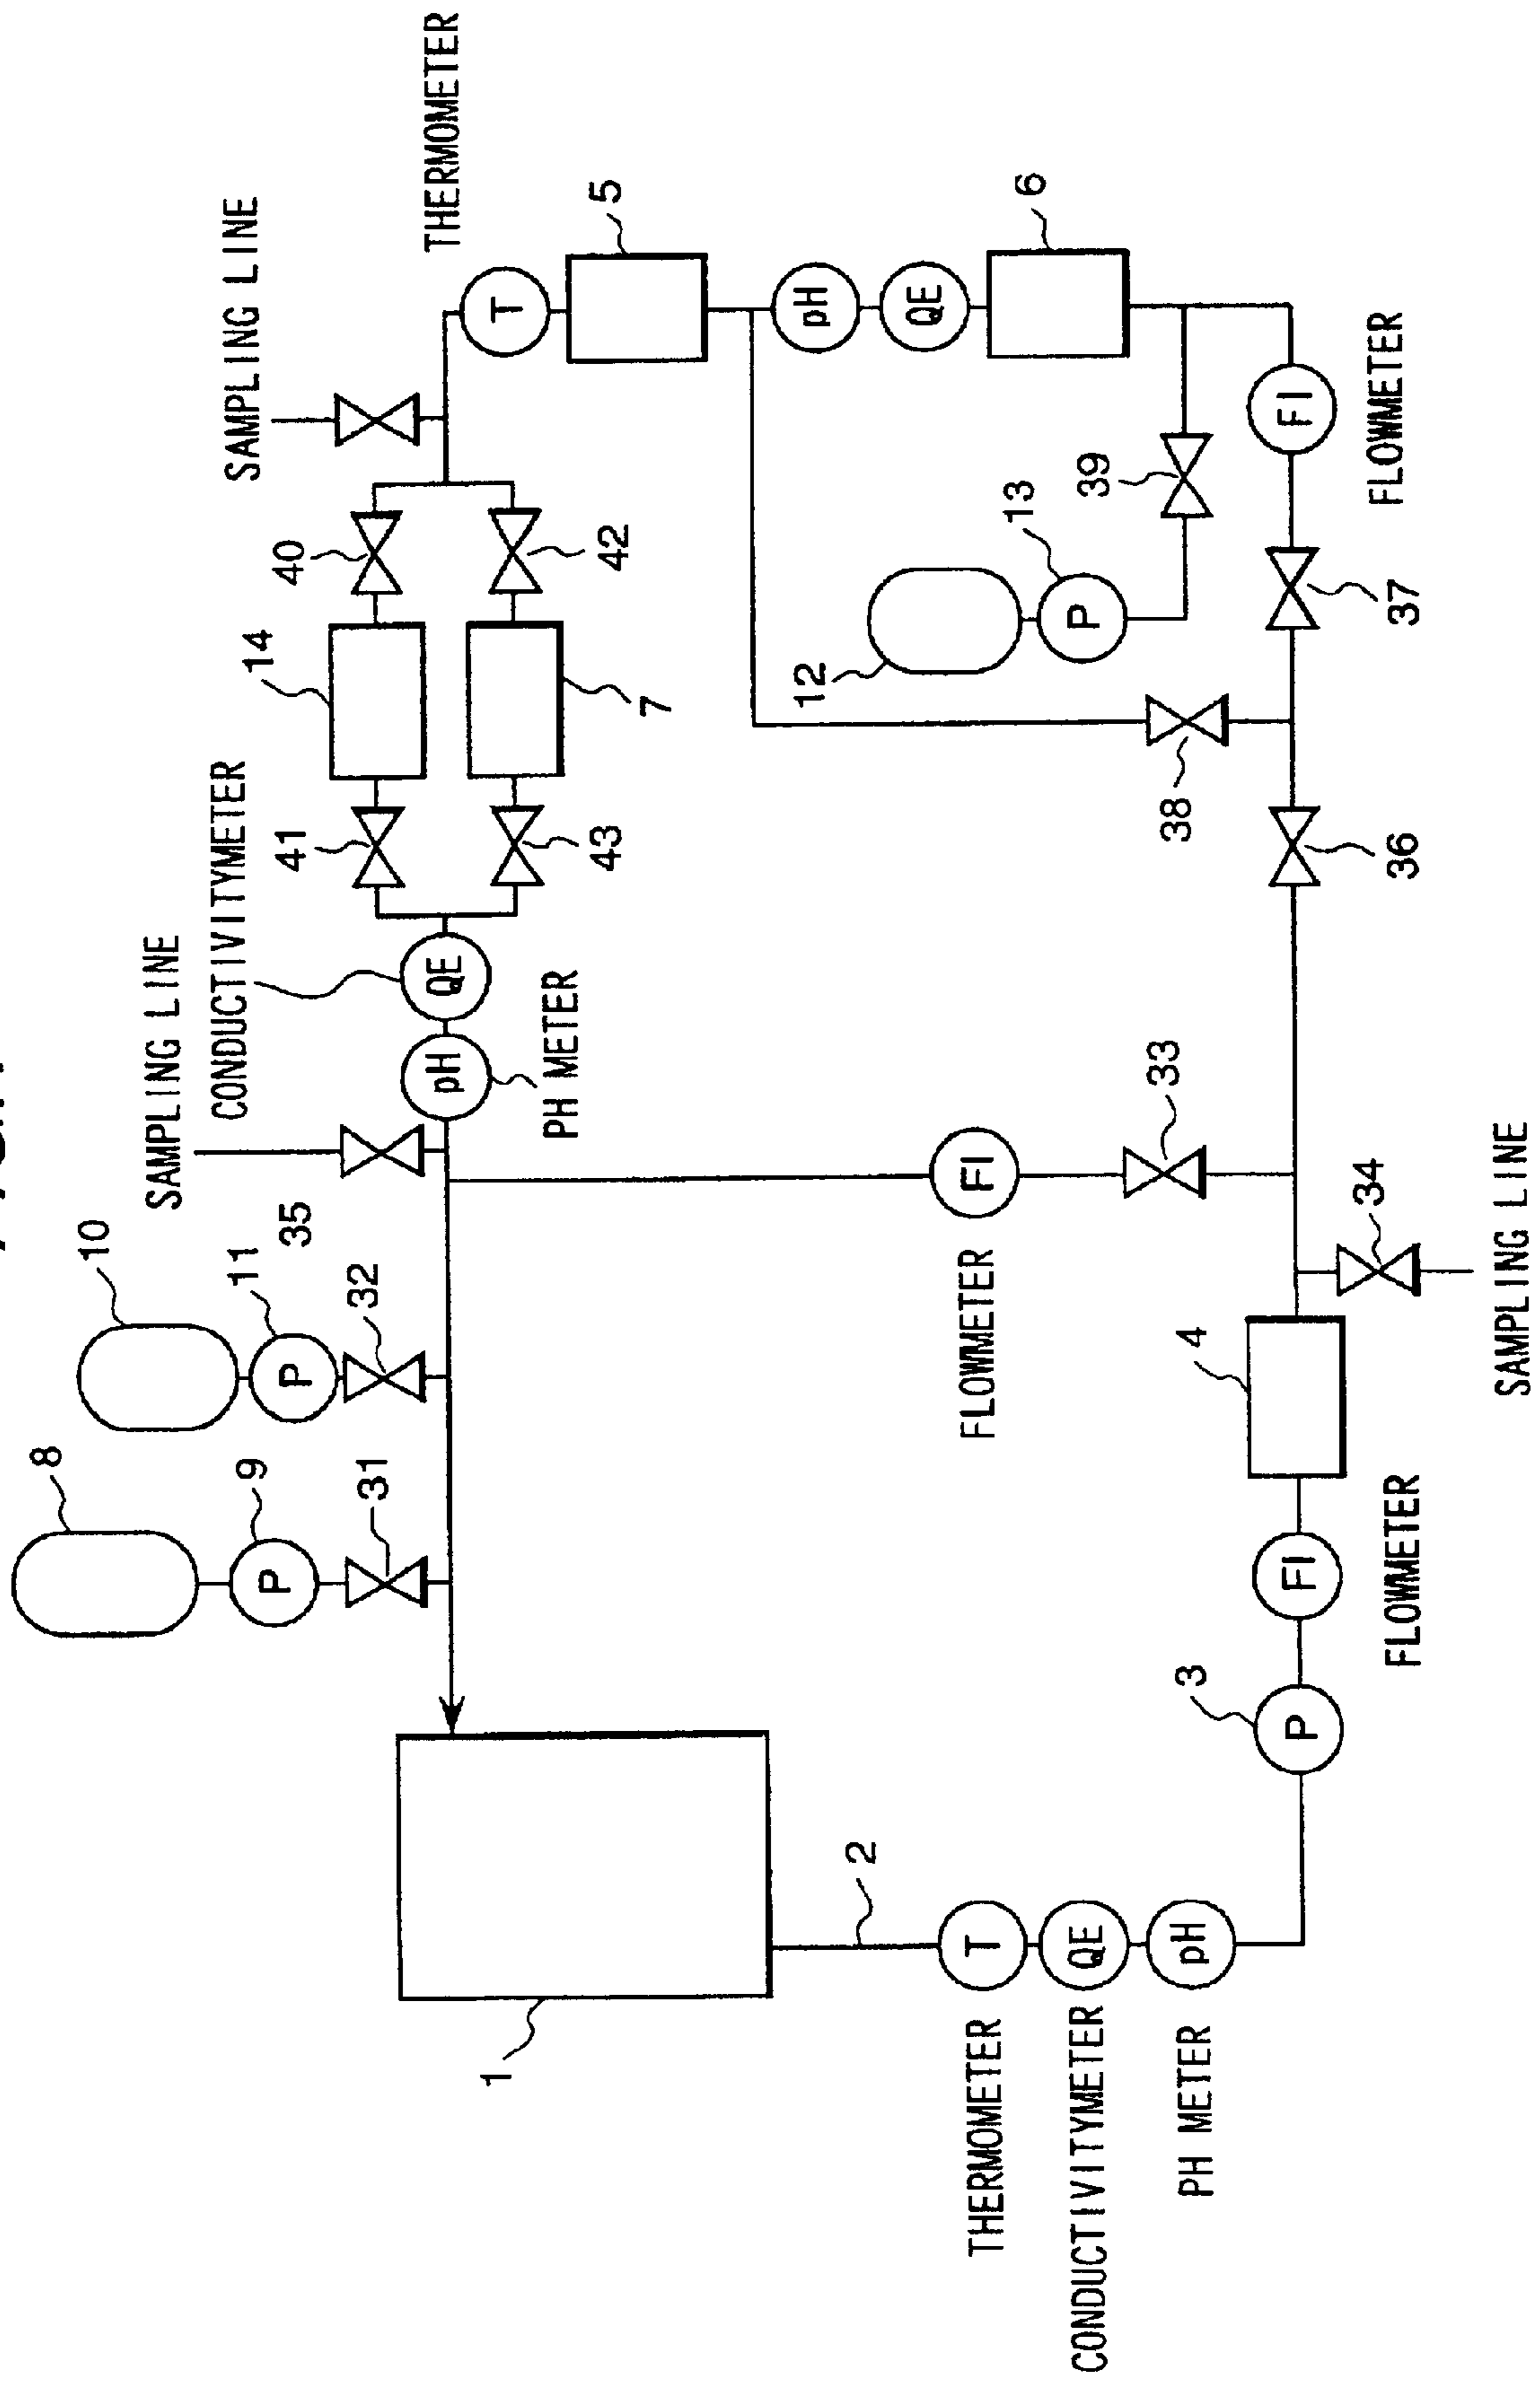 8
10
SAMPLING LINE
9
11
CONDUCTIVITYMETER
14
SAMPLING LINE
P
P
35
41
40
31
32
pH
QE
THERMOMETER
1
T
PH METER
43
42
5
7
12
pH
2
QE
FLOWMETER
FI
THERMOMETER
T
13
6
CONDUCTIVITYMETER
QE
P
39
33
PH METER
pH
3
4
38
P
FI
FI
34
FLOWMETER
36
37
FLOWMETER
SAMPLING LINE